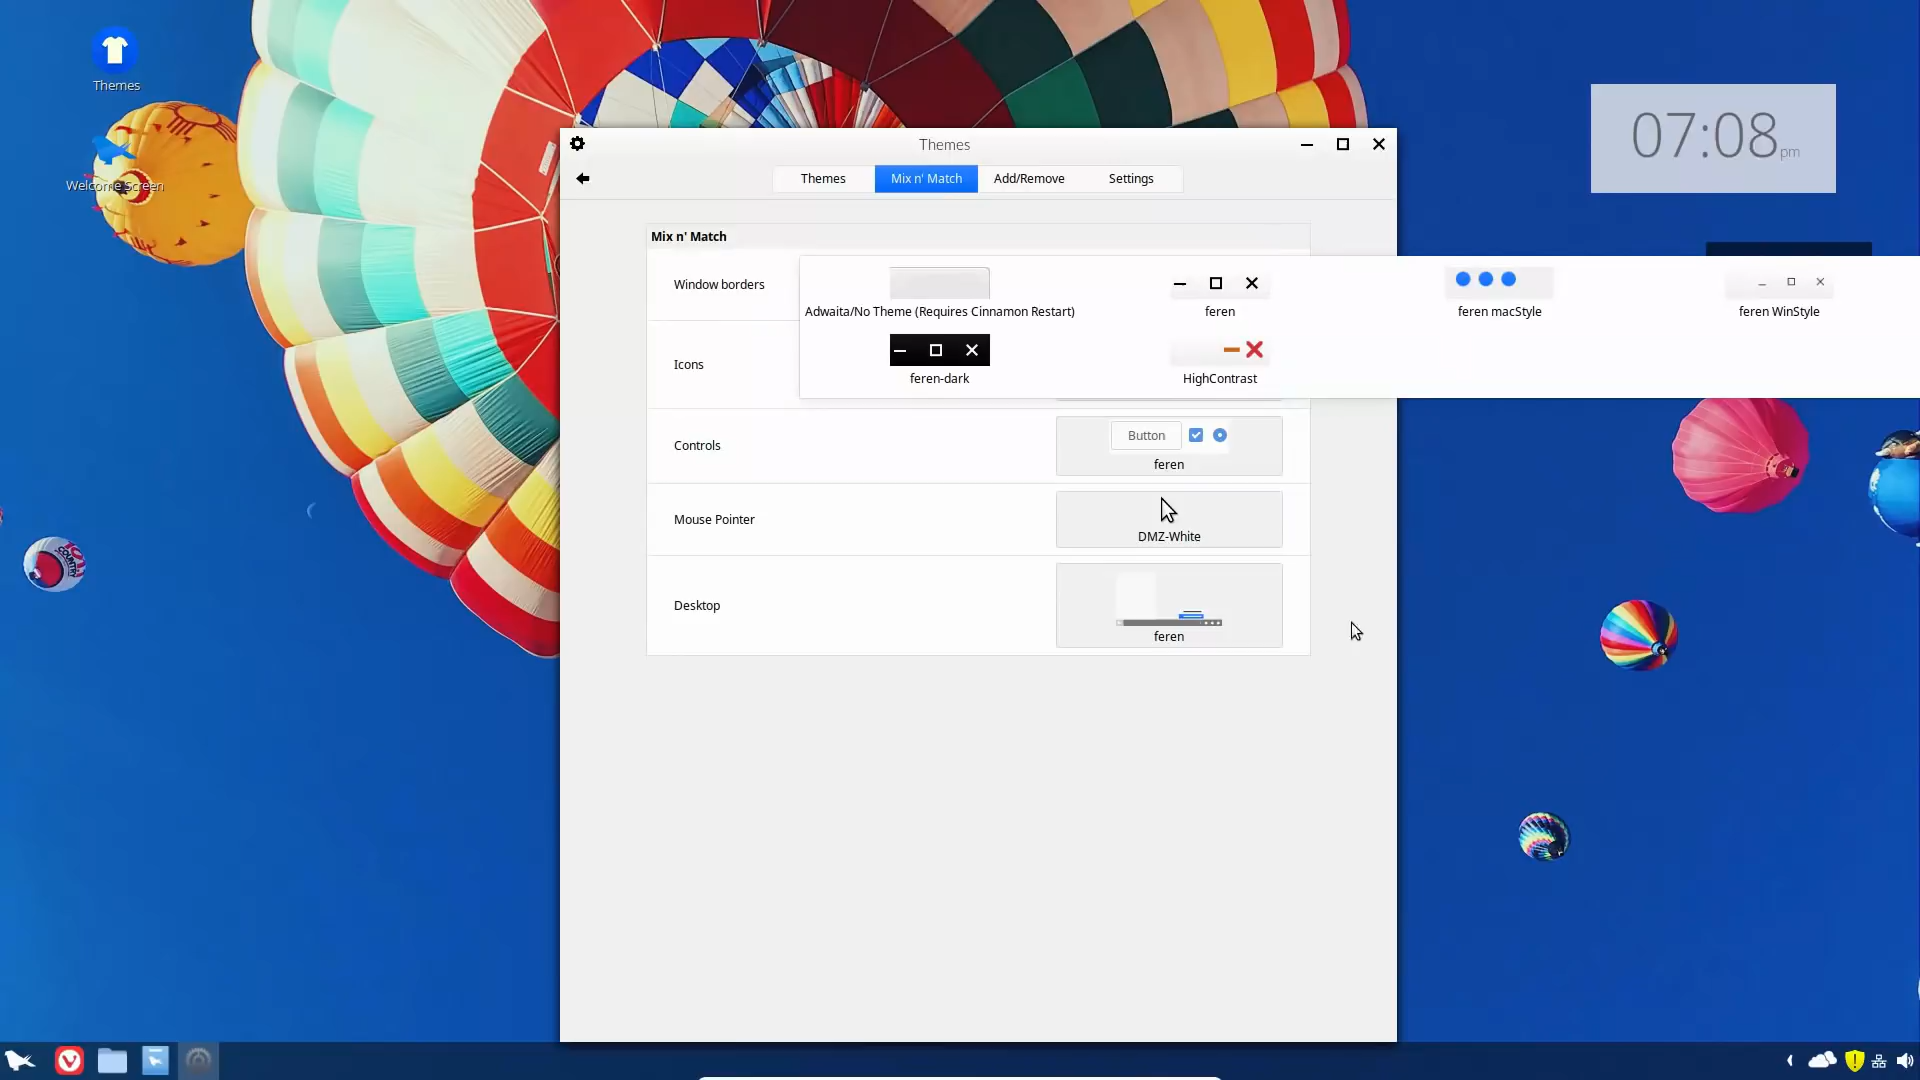 Themes
Welcome Screen
07:08 pm
Themes
Themes
Mix n' Match
Add/Remove
Settings
Mix n' Match
Window borders
Adwaita/No Theme (Requires Cinnamon Restart)
feren
feren macStyle
feren WinStyle
Icons
feren-dark
HighContrast
Controls
Button
feren
Mouse Pointer
DMZ-White
Desktop
feren